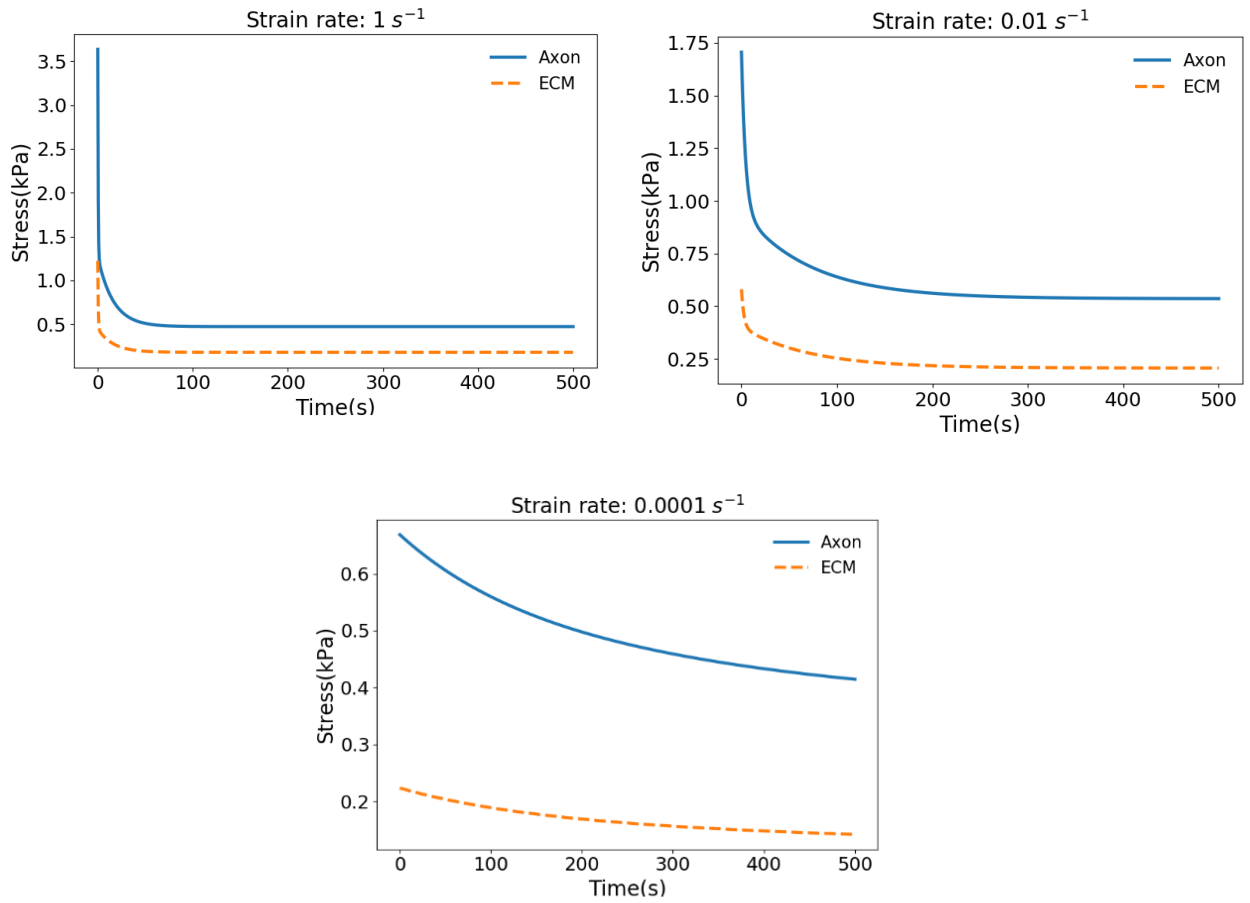 Strain rate: 1 s⁻¹
Stress(kPa)
3.5
3.0
2.5
2.0
1.5
1.0
0.5
Axon
ECM
0 100 200 300 400 500
Time(s)
Strain rate: 0.01 s⁻¹
Stress(kPa)
1.75
1.50
1.25
1.00
0.75
0.50
0.25
Axon
ECM
0 100 200 300 400 500
Time(s)
Strain rate: 0.0001 s⁻¹
Stress(kPa)
0.6
0.5
0.4
0.3
0.2
Axon
ECM
0 100 200 300 400 500
Time(s)